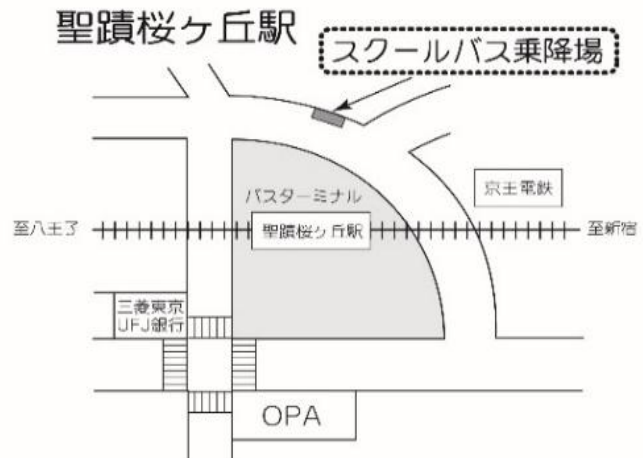 聖蹟桜ヶ丘駅
スクールバス乗降場
バスターミナル
京王電鉄
至八王子
聖蹟桜ヶ丘駅
至新宿
三菱東京
UFJ銀行
OPA